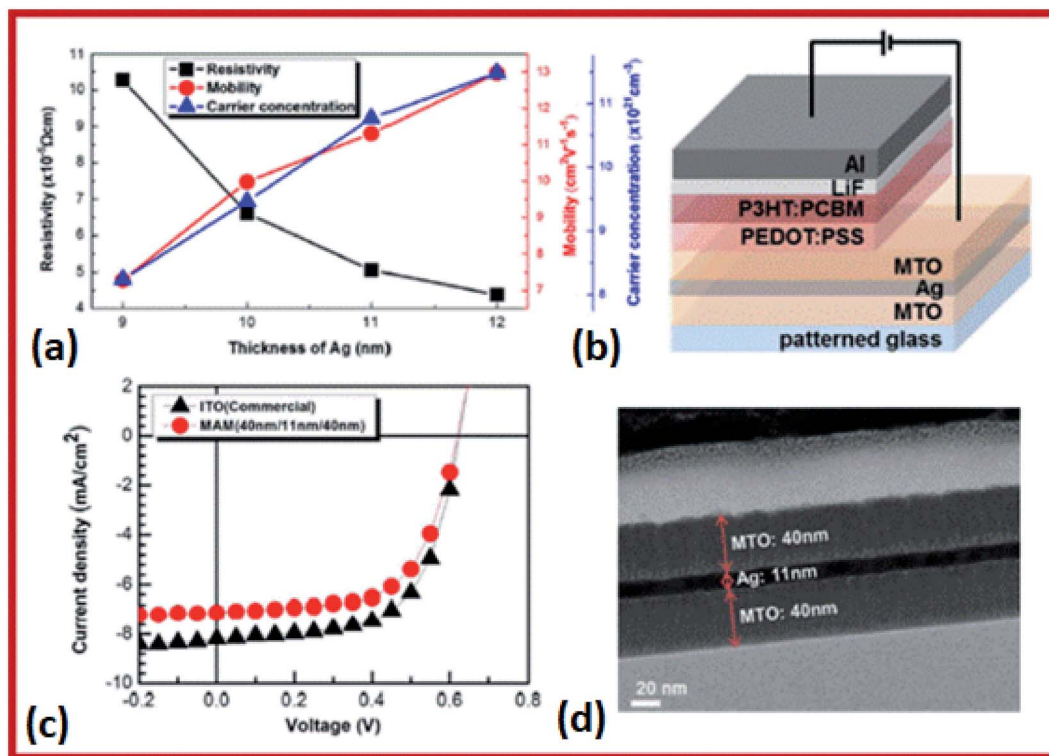 11
10
9
8
7
6
5
4
Resistivity (x10⁻⁵Ωcm)
Resistivity
Mobility
Carrier concentration
9
10
11
12
Thickness of Ag (nm)
13
12
11
10
9
8
7
Mobility (cm²V⁻¹s⁻¹)
11
10
9
8
Carrier concentration (x10²¹cm⁻³)
(a)
Al
LiF
P3HT:PCBM
PEDOT:PSS
MTO
Ag
MTO
patterned glass
(b)
2
0
-2
-4
-6
-8
-10
Current density (mA/cm²)
ITO(Commercial)
MAM(40nm/11nm/40nm)
-0.2
0.0
0.2
0.4
0.6
0.8
Voltage (V)
(c)
MTO: 40nm
Ag: 11nm
MTO: 40nm
20 nm
(d)